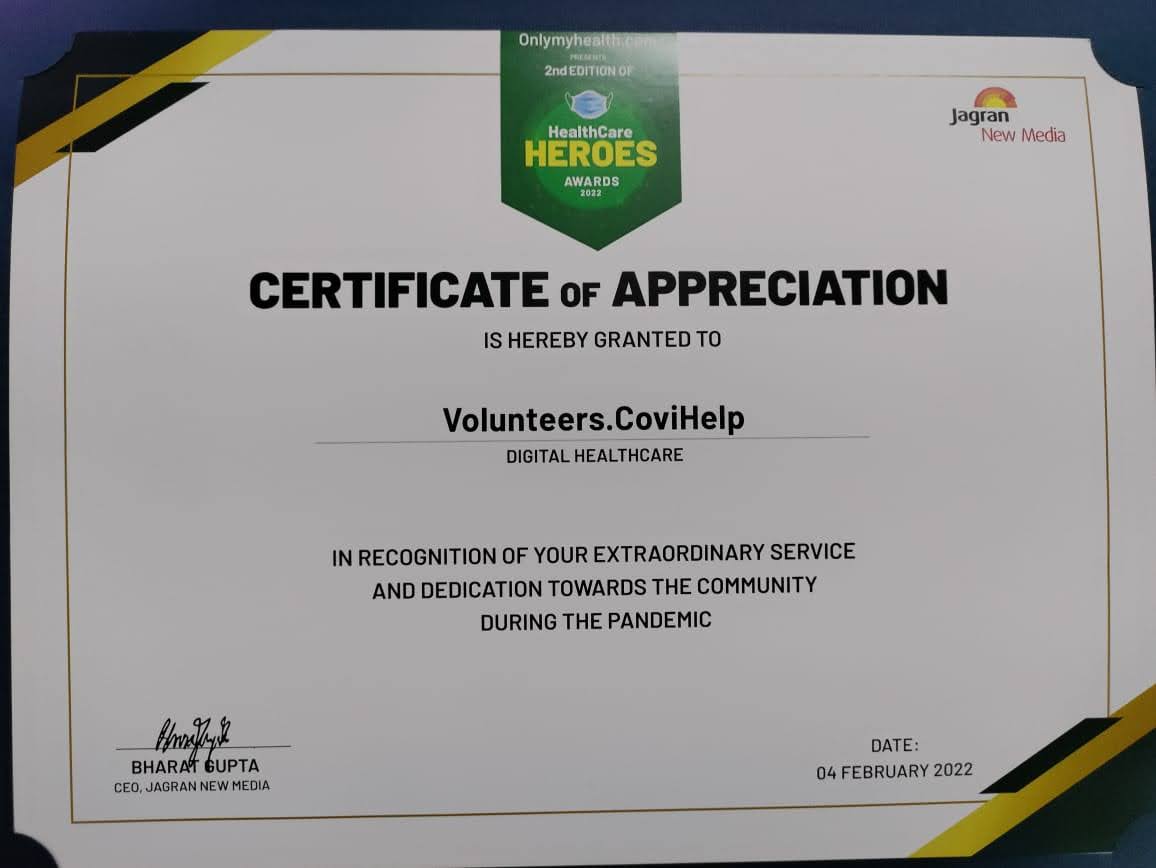 Onlymyhealth.com
PRESENTS
2nd EDITION OF
HealthCare
HEROES
AWARDS
2022
Jagran
New Media
CERTIFICATE OF APPRECIATION
IS HEREBY GRANTED TO
Volunteers.CoviHelp
DIGITAL HEALTHCARE
IN RECOGNITION OF YOUR EXTRAORDINARY SERVICE
AND DEDICATION TOWARDS THE COMMUNITY
DURING THE PANDEMIC
BHARAT GUPTA
CEO, JAGRAN NEW MEDIA
DATE:
04 FEBRUARY 2022